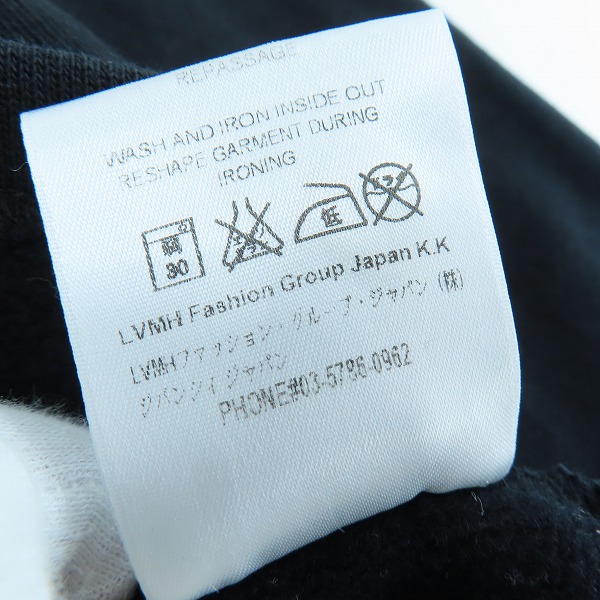 REPASSAGE
WASH AND IRON INSIDE OUT
RESHAPE GARMENT DURING
IRONING
30 低
LVMH Fashion Group Japan K.K
LVMHファッション・グループ・ジャパン（株）
ジバンシイ ジャパン
PHONE#03-5786-0962